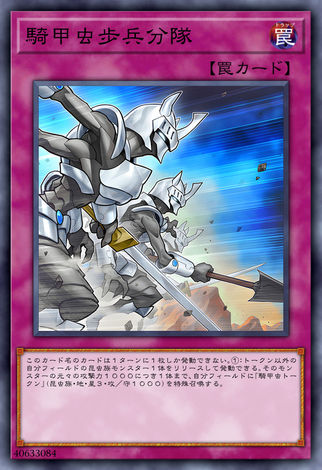 騎甲虫歩兵分隊
罠
トラップ
【罠カード】
このカード名のカードは1ターンに1枚しか発動できない。①:トークン以外の
自分フィールドの昆虫族モンスター1体をリリースして発動できる。そのモン
スターの元々の攻撃力1000につき1体まで、自分フィールドに「騎甲虫トー
クン」(昆虫族・地・星3・攻/守1000)を特殊召喚する。
40633084